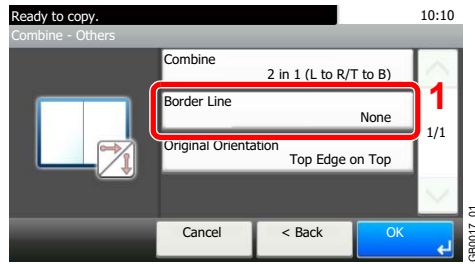 Ready to copy. 10:10
Combine - Others
Combine
2 in 1 (L to R/T to B)
Border Line
None
1
1/1
Original Orientation
Top Edge on Top
Cancel
< Back
OK
GB0017_01